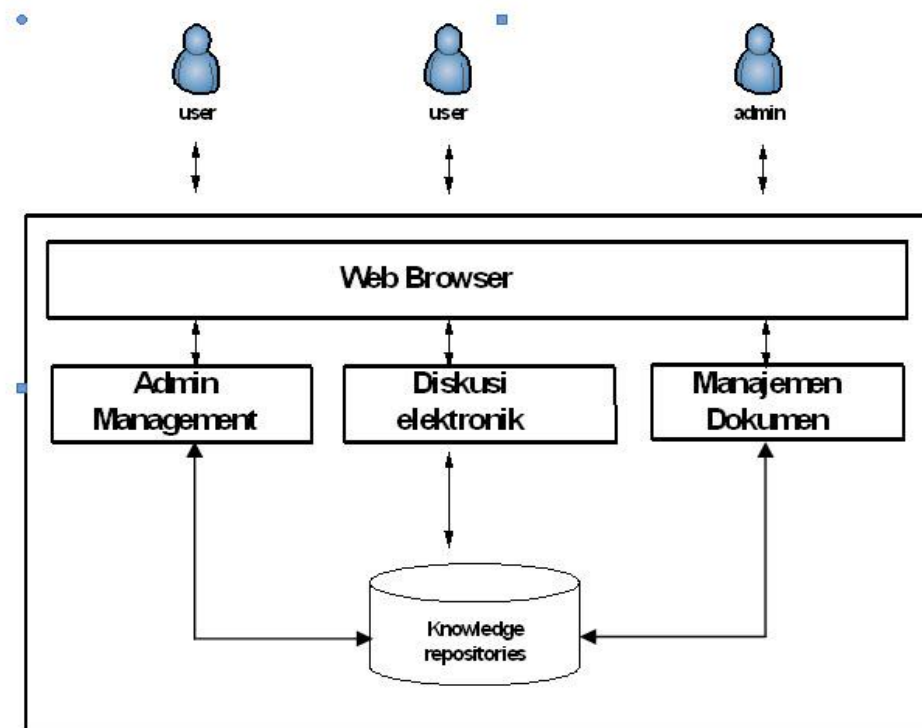 user
user
admin
Web Browser
Admin
Management
Diskusi
elektronik
Manajemen
Dokumen
Knowledge
repositories